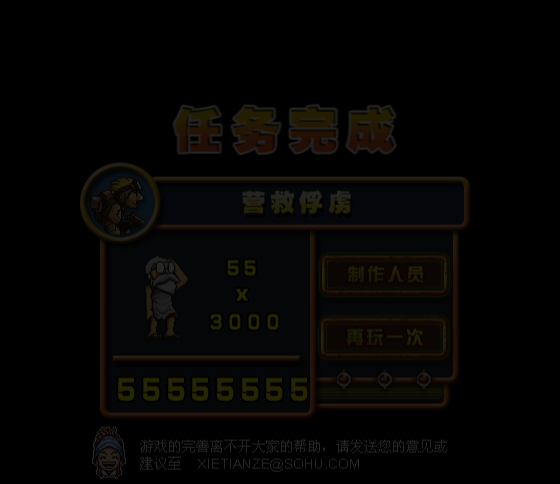 任务完成
营救俘虏
55
x
3000
55555555
制作人员
再玩一次
游戏的完善离不开大家的帮助，请发送您的意见或
建议至 XIETIANZE@SOHU.COM